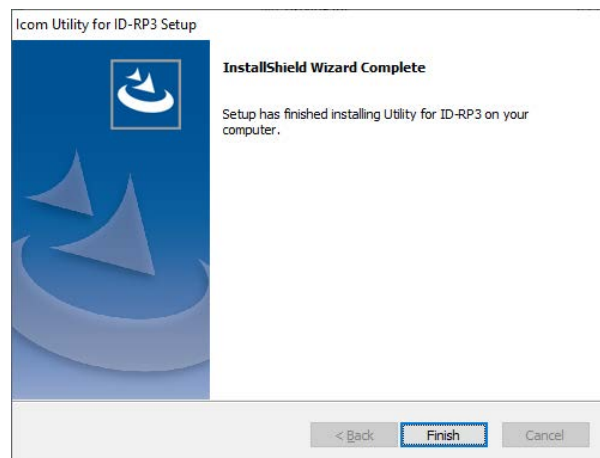 Icom Utility for ID-RP3 Setup
InstallShield Wizard Complete
Setup has finished installing Utility for ID-RP3 on your
computer.
< Back
Finish
Cancel